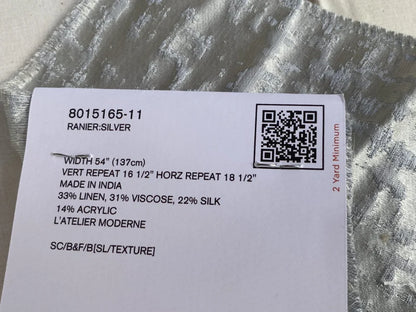 8015165-11
RANIER:SILVER
WIDTH 54" (137cm)
VERT REPEAT 16 1/2" HORZ REPEAT 18 1/2"
MADE IN INDIA
33% LINEN, 31% VISCOSE, 22% SILK
14% ACRYLIC
L'ATELIER MODERNE
SC/B&F/B[SL/TEXTURE]
2 Yard Minimum